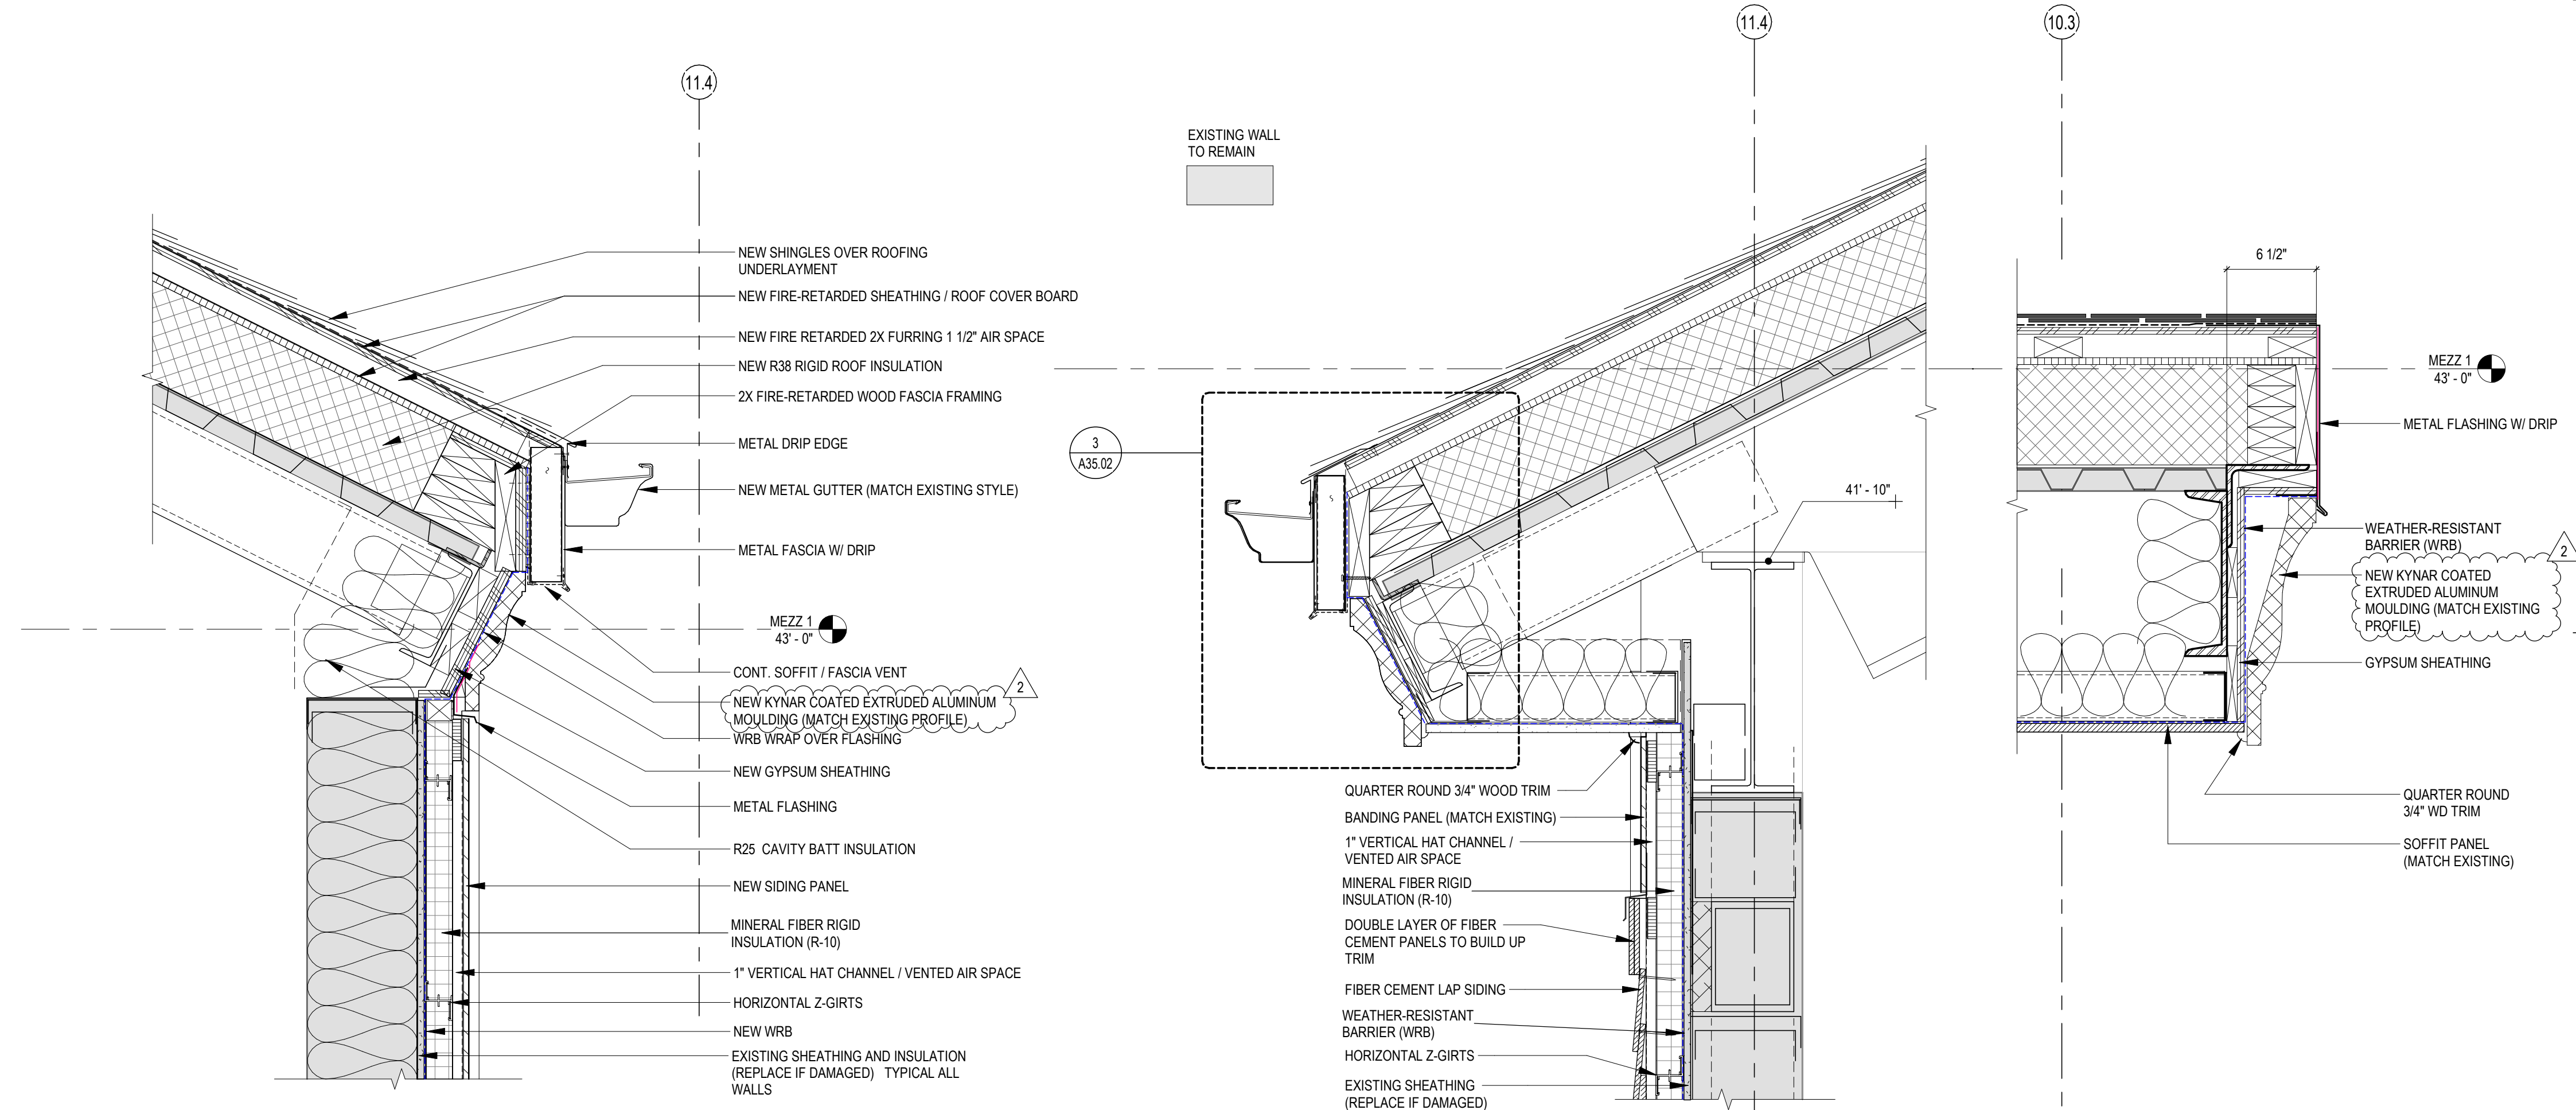 11.4
NEW SHINGLES OVER ROOFING
UNDERLAYMENT
NEW FIRE-RETARDED SHEATHING / ROOF COVER BOARD
NEW FIRE RETARDED 2X FURRING 1 1/2" AIR SPACE
NEW R38 RIGID ROOF INSULATION
2X FIRE-RETARDED WOOD FASCIA FRAMING
METAL DRIP EDGE
NEW METAL GUTTER (MATCH EXISTING STYLE)
METAL FASCIA W/ DRIP
MEZZ 1
43' - 0"
CONT. SOFFIT / FASCIA VENT
2
NEW KYNAR COATED EXTRUDED ALUMINUM
MOULDING (MATCH EXISTING PROFILE)
WRB WRAP OVER FLASHING
NEW GYPSUM SHEATHING
METAL FLASHING
R25 CAVITY BATT INSULATION
NEW SIDING PANEL
MINERAL FIBER RIGID
INSULATION (R-10)
1" VERTICAL HAT CHANNEL / VENTED AIR SPACE
HORIZONTAL Z-GIRTS
NEW WRB
EXISTING SHEATHING AND INSULATION
(REPLACE IF DAMAGED) TYPICAL ALL
WALLS
EXISTING WALL
TO REMAIN
11.4
3
A35.02
41' - 10"
QUARTER ROUND 3/4" WOOD TRIM
BANDING PANEL (MATCH EXISTING)
1" VERTICAL HAT CHANNEL /
VENTED AIR SPACE
MINERAL FIBER RIGID
INSULATION (R-10)
DOUBLE LAYER OF FIBER
CEMENT PANELS TO BUILD UP
TRIM
FIBER CEMENT LAP SIDING
WEATHER-RESISTANT
BARRIER (WRB)
HORIZONTAL Z-GIRTS
EXISTING SHEATHING
(REPLACE IF DAMAGED)
10.3
6 1/2"
MEZZ 1
43' - 0"
METAL FLASHING W/ DRIP
WEATHER-RESISTANT
BARRIER (WRB)
2
NEW KYNAR COATED
EXTRUDED ALUMINUM
MOULDING (MATCH EXISTING
PROFILE)
GYPSUM SHEATHING
QUARTER ROUND
3/4" WD TRIM
SOFFIT PANEL
(MATCH EXISTING)